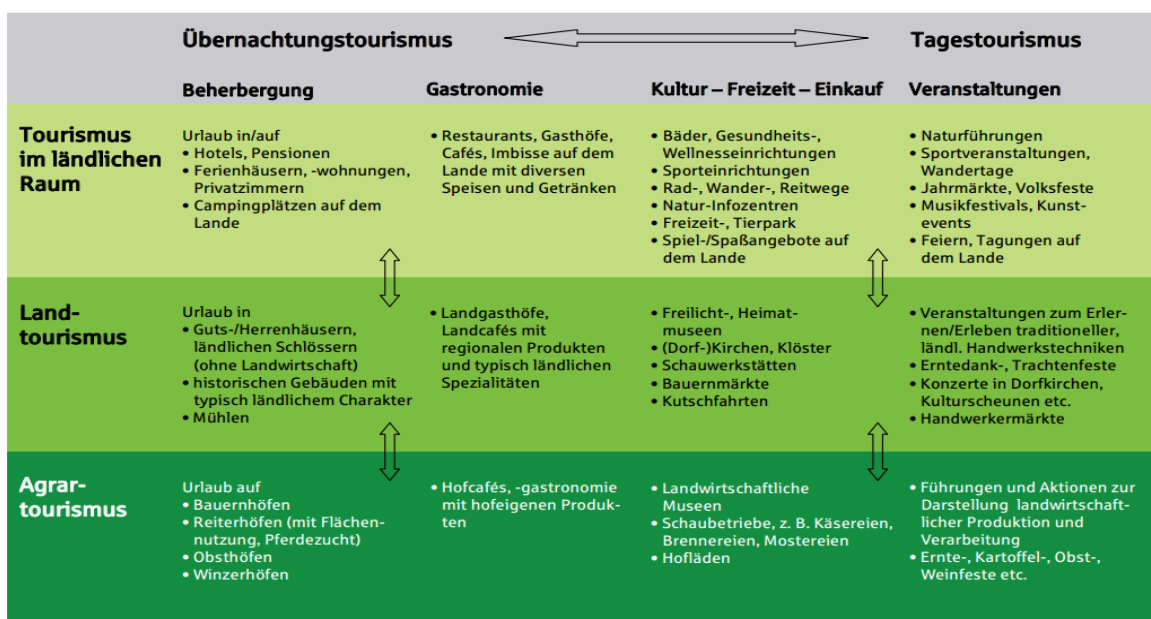 Übernachtungstourismus
Tagestourismus
Beherbergung
Gastronomie
Kultur – Freizeit – Einkauf
Veranstaltungen
Tourismus
im ländlichen
Raum
Urlaub in/auf
• Hotels, Pensionen
• Ferienhäusern, -wohnungen,
Privatzimmern
• Campingplätzen auf dem
Lande
• Restaurants, Gasthöfe,
Cafés, Imbisse auf dem
Lande mit diversen
Speisen und Getränken
• Bäder, Gesundheits-,
Wellnesseinrichtungen
• Sporteinrichtungen
• Rad-, Wander-, Reitwege
• Natur-Infozentren
• Freizeit-, Tierpark
• Spiel-/Spaßangebote auf
dem Lande
• Naturführungen
• Sportveranstaltungen,
Wandertage
• Jahrmärkte, Volksfeste
• Musikfestivals, Kunst-
events
• Feiern, Tagungen auf
dem Lande
Land-
tourismus
Urlaub in
• Guts-/Herrenhäusern,
ländlichen Schlössern
(ohne Landwirtschaft)
• historischen Gebäuden mit
typisch ländlichem Charakter
• Mühlen
• Landgasthöfe,
Landcafés mit
regionalen Produkten
und typisch ländlichen
Spezialitäten
• Freilicht-, Heimat-
museen
• (Dorf-)Kirchen, Klöster
• Schauwerkstätten
• Bauernmärkte
• Kutschfahrten
• Veranstaltungen zum Erler-
nen/Erleben traditioneller,
ländl. Handwerkstechniken
• Erntedank-, Trachtenfeste
• Konzerte in Dorfkirchen,
Kulturscheunen etc.
• Handwerkermärkte
Agrar-
tourismus
Urlaub auf
• Bauernhöfen
• Reiterhöfen (mit Flächen-
nutzung, Pferdezucht)
• Obsthöfen
• Winzerhöfen
• Hofcafés, -gastronomie
mit hofeigenen Produk-
ten
• Landwirtschaftliche
Museen
• Schaubetriebe, z. B. Käsereien,
Brennereien, Mostereien
• Hofläden
• Führungen und Aktionen zur
Darstellung landwirtschaft-
licher Produktion und
Verarbeitung
• Ernte-, Kartoffel-, Obst-,
Weinfeste etc.